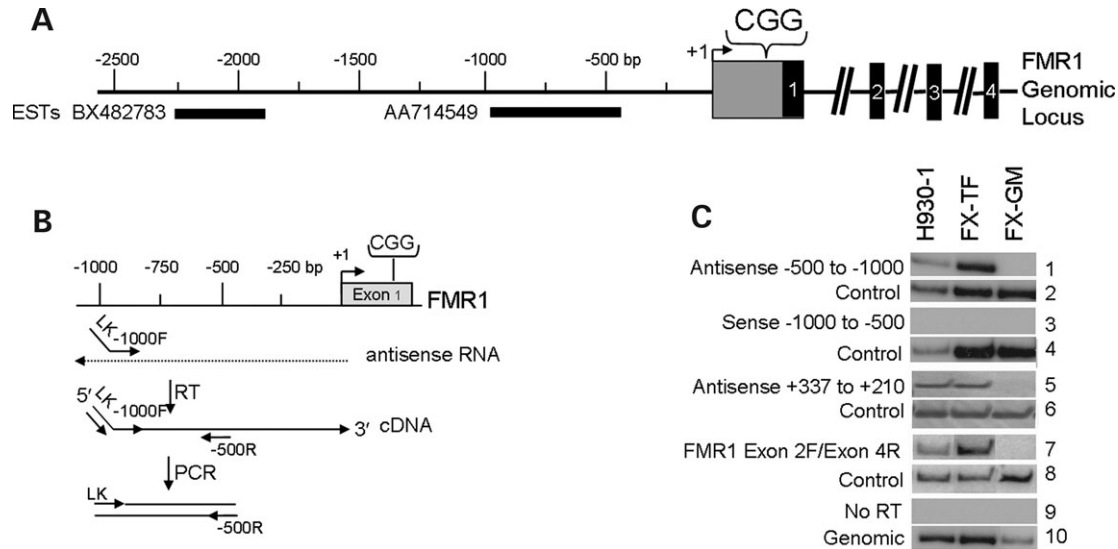 A
CGG
-2500 -2000 -1500 -1000 -500 bp +1
FMR1
Genomic
Locus
1 2 3 4
ESTs BX482783 AA714549
B
CGG
+1
-1000 -750 -500 -250 bp
Exon 1 FMR1
LK -1000F
antisense RNA
RT
5' LK -1000F
3' cDNA
-500R
PCR
LK
-500R
C
H930-1 FX-TF FX-GM
Antisense -500 to -1000 1
Control 2
Sense -1000 to -500 3
Control 4
Antisense +337 to +210 5
Control 6
FMR1 Exon 2F/Exon 4R 7
Control 8
No RT 9
Genomic 10